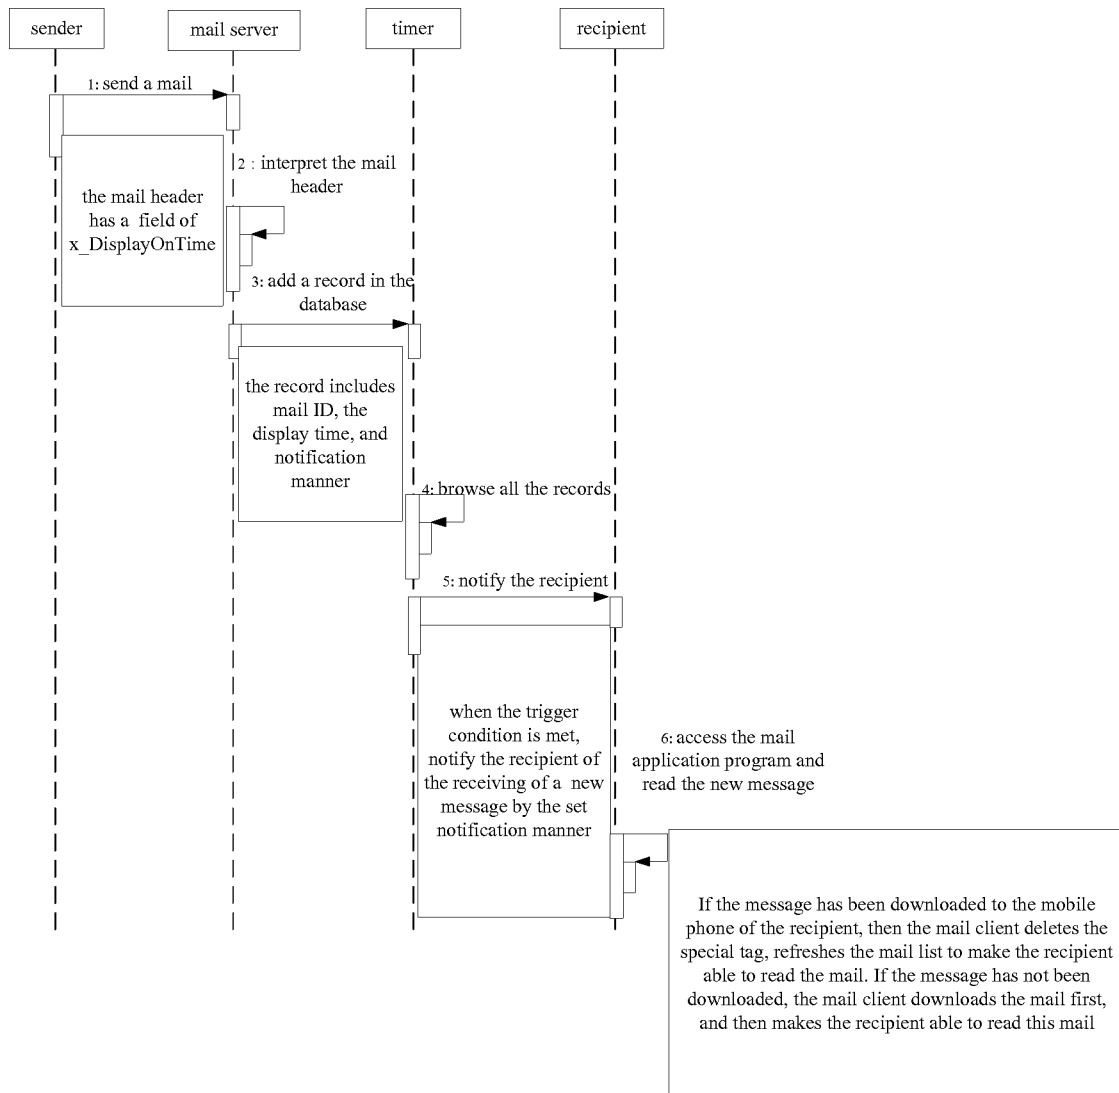 sender
mail server
timer
recipient
1: send a mail
2 : interpret the mail
header
the mail header
has a field of
x_DisplayOnTime
3: add a record in the
database
the record includes
mail ID, the
display time, and
notification
manner
4: browse all the records
5: notify the recipient
when the trigger
condition is met,
notify the recipient of
the receiving of a new
message by the set
notification manner
6: access the mail
application program and
read the new message
If the message has been downloaded to the mobile
phone of the recipient, then the mail client deletes the
special tag, refreshes the mail list to make the recipient
able to read the mail. If the message has not been
downloaded, the mail client downloads the mail first,
and then makes the recipient able to read this mail